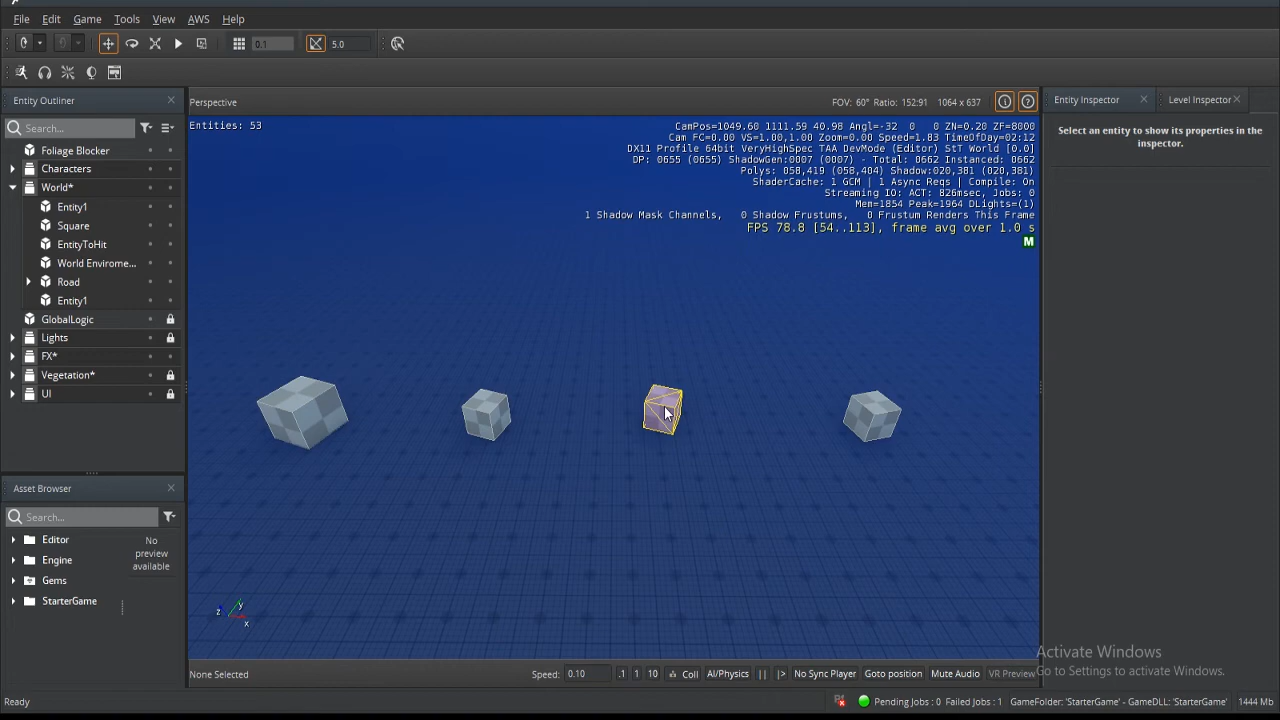 File Edit Game Tools View AWS Help
0.1 5.0
Entity Outliner
Search...
Foliage Blocker
Characters
World*
Entity1
Square
EntityToHit
World Envirome...
Road
Entity1
GlobalLogic
Lights
FX*
Vegetation*
UI
Asset Browser
Search...
Editor
Engine
Gems
StarterGame
No
preview
available
Perspective
FOV: 60° Ratio: 152:91 1064 x 637
Entities: 53
CamPos=1049.60 1111.59 40.98 Angl=-32 0 0 ZN=0.20 ZF=8000
Cam FC=0.00 VS=1.00,1.00 Zoom=0.00 Speed=1.83 TimeOfDay=02:12
DX11 Profile 64bit VeryHighSpec TAA DevMode (Editor) StT World [0.0]
DP: 0655 (0655) ShadowGen:0007 (0007) - Total: 0662 Instanced: 0662
Polys: 058,419 (058,404) Shadow:020,381 (020,381)
ShaderCache: 1 GCM | 1 Async Reqs | Compile: On
Streaming IO: ACT: 826msec, Jobs: 0
Mem=1854 Peak=1964 DLights=(1)
1 Shadow Mask Channels, 0 Shadow Frustums, 0 Frustum Renders This Frame
FPS 78.8 [54..113], frame avg over 1.0 s
M
z y x
None Selected
Speed: 0.10 .1 1 10 Coll AI/Physics || |> No Sync Player Goto position Mute Audio VR Preview
Entity Inspector
Level Inspector
Select an entity to show its properties in the
inspector.
Activate Windows
Go to Settings to activate Windows.
Ready
Pending Jobs : 0 Failed Jobs : 1 GameFolder: 'StarterGame' - GameDLL: 'StarterGame' 1444 Mb